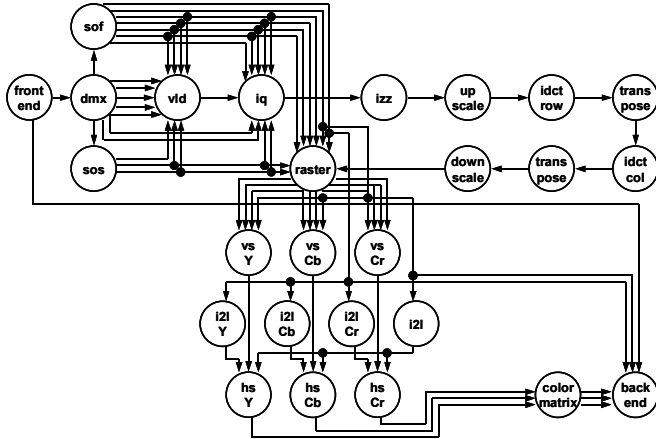 sof
front
end
dmx
vld
iq
izz
up
scale
idct
row
trans
pose
sos
raster
down
scale
trans
pose
idct
col
vs
Y
vs
Cb
vs
Cr
i2l
Y
i2l
Cb
i2l
Cr
i2l
hs
Y
hs
Cb
hs
Cr
color
matrix
back
end